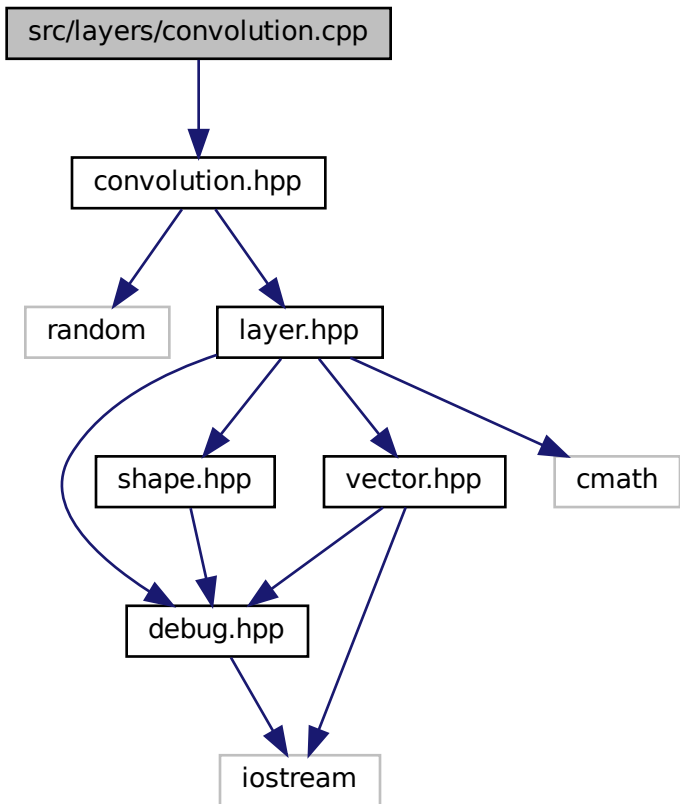 src/layers/convolution.cpp
convolution.hpp
random
layer.hpp
shape.hpp
vector.hpp
cmath
debug.hpp
iostream